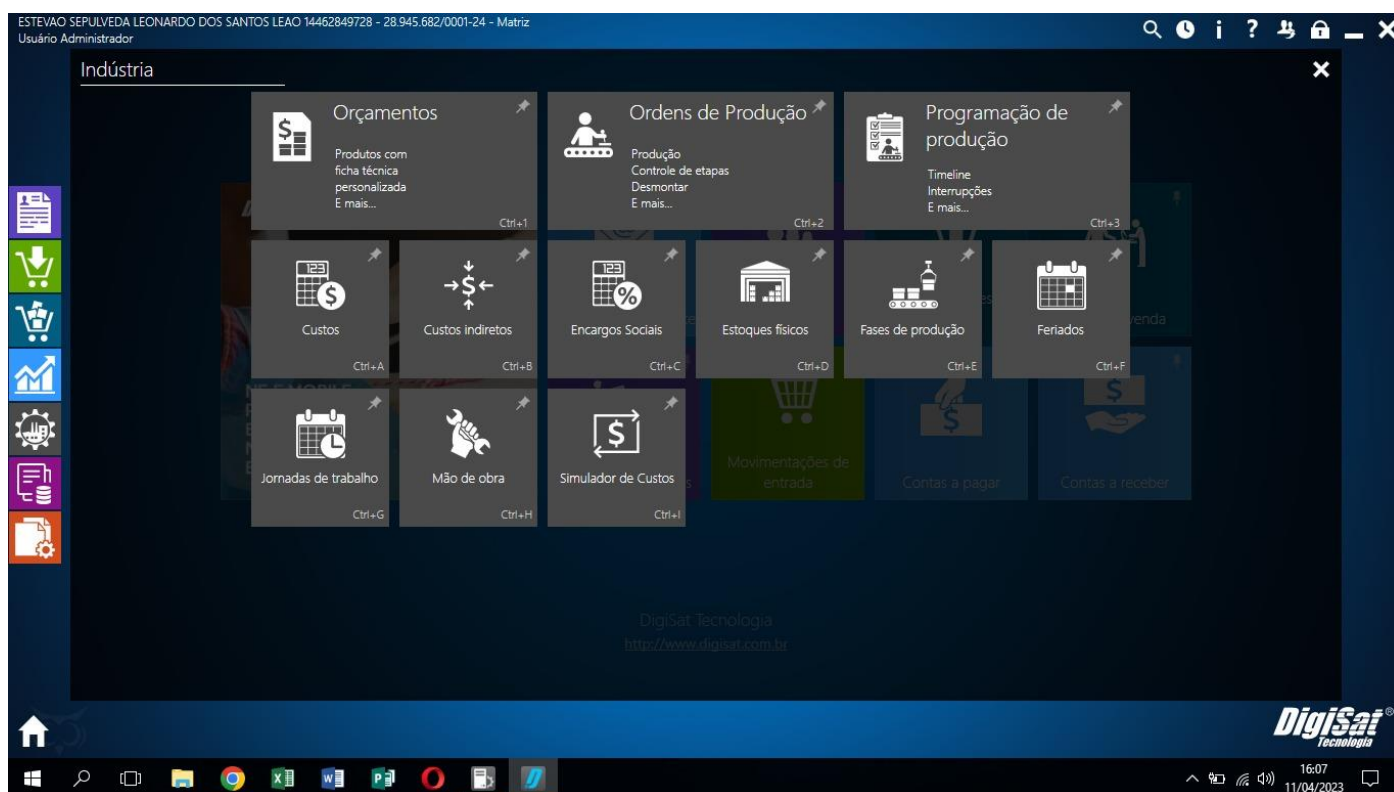 ESTEVAO SEPULVEDA LEONARDO DOS SANTOS LEAO 14462849728 - 28.945.682/0001-24 - Matriz
Usuário Administrador
Indústria
Orçamentos
Produtos com
ficha técnica
personalizada
E mais...
Ctrl+1
Ordens de Produção
Produção
Controle de etapas
Desmontar
E mais...
Ctrl+2
Programação de
produção
Timeline
Interrupções
E mais...
Ctrl+3
123
$
Custos
Ctrl+A
$
Custos indiretos
Ctrl+B
123
%
Encargos Sociais
Ctrl+C
Estoques físicos
Ctrl+D
Fases de produção
Ctrl+E
Feriados
Ctrl+F
venda
Jornadas de trabalho
Ctrl+G
Mão de obra
Ctrl+H
$
Simulador de Custos
Ctrl+I
Movimentações de
entrada
Contas a pagar
Contas a receber
DigiSat Tecnologia
http://www.digisat.com.br
DigiSat®
Tecnologia
16:07
11/04/2023